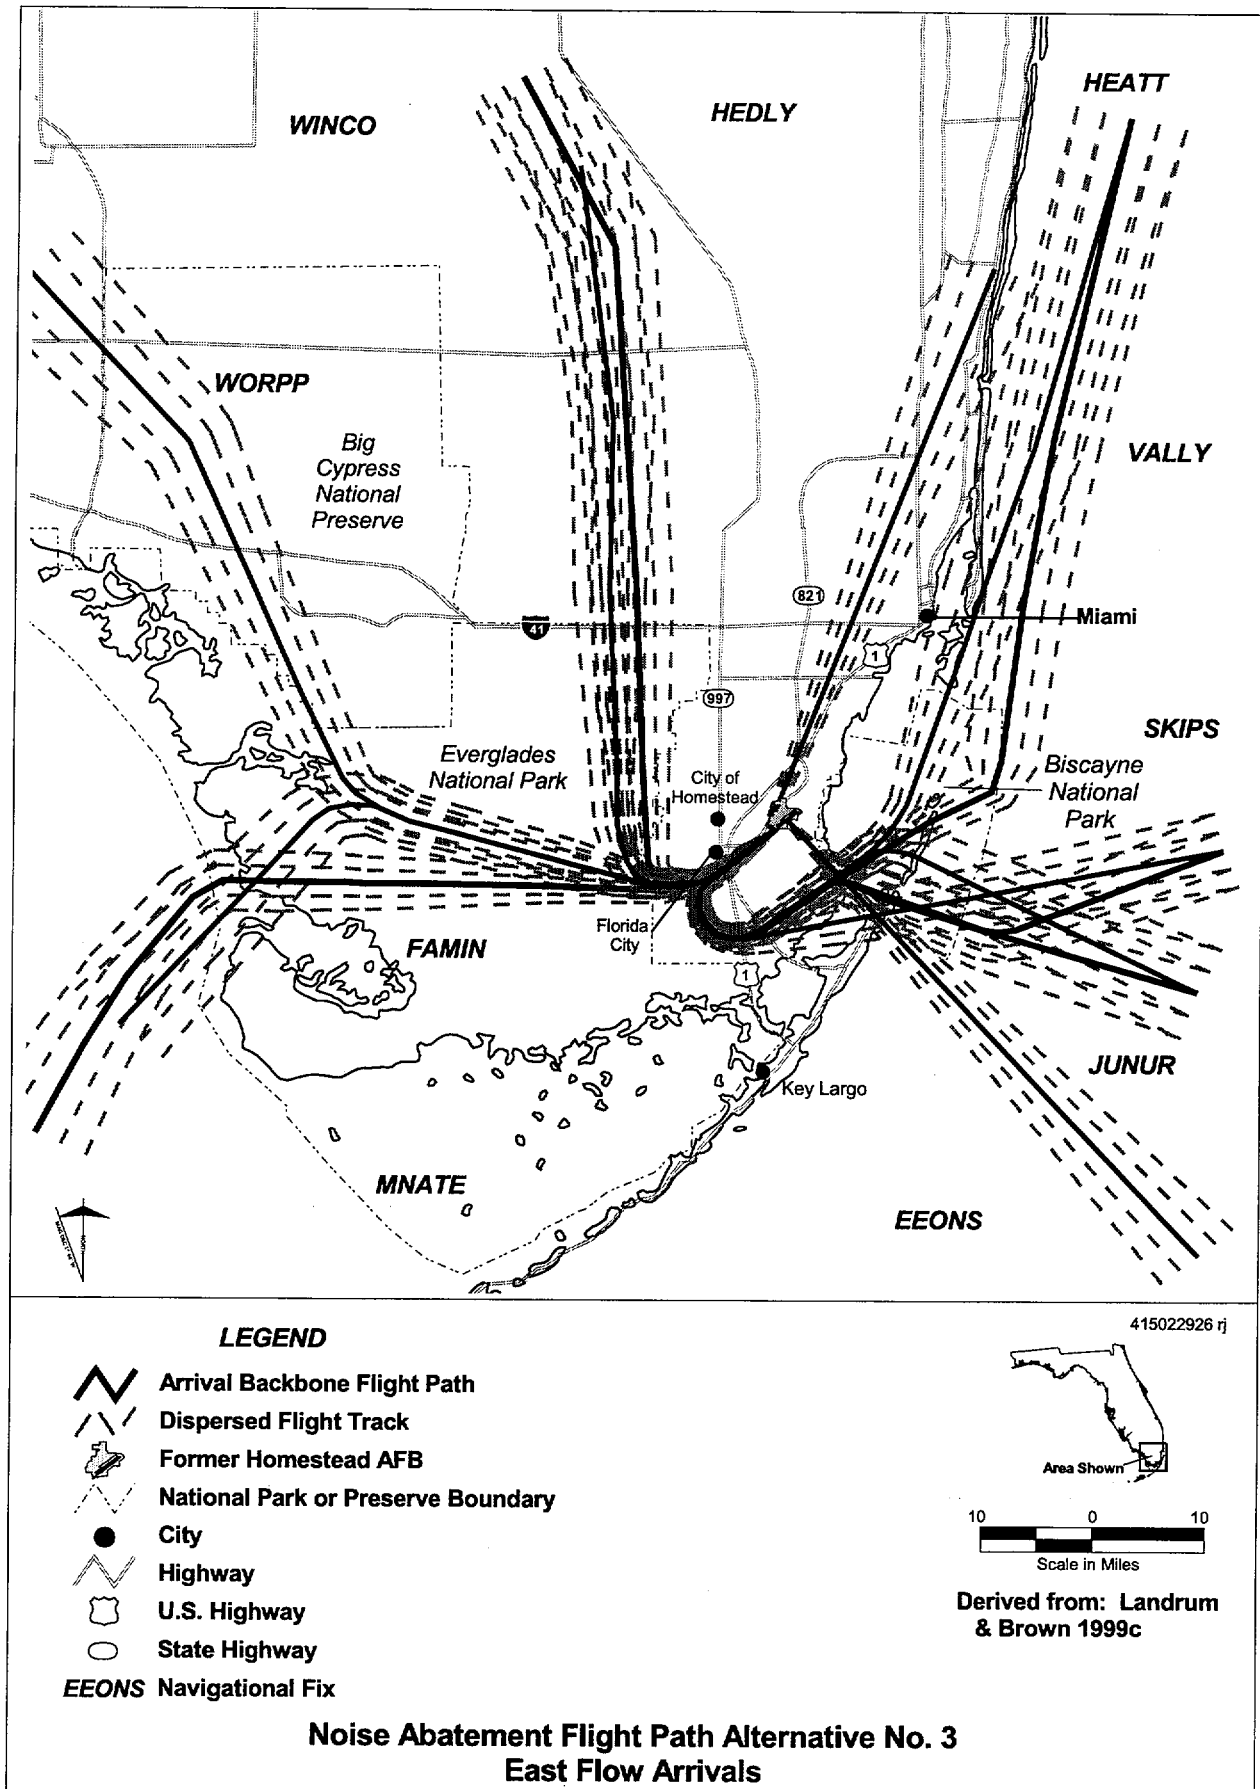 HEATT
WINCO
HEDLY
WORPP
Big
Cypress
National
Preserve
VALLY
821
41
Miami
1
997
SKIPS
Everglades
National Park
City of
Homestead
Biscayne
National
Park
Florida
City
FAMIN
1
JUNUR
Key Largo
MNATE
EEONS
LEGEND
Arrival Backbone Flight Path
Dispersed Flight Track
Former Homestead AFB
National Park or Preserve Boundary
City
Highway
U.S. Highway
State Highway
EEONS Navigational Fix
415022926 rj
Area Shown
10 0 10
Scale in Miles
Derived from: Landrum
& Brown 1999c
Noise Abatement Flight Path Alternative No. 3
East Flow Arrivals